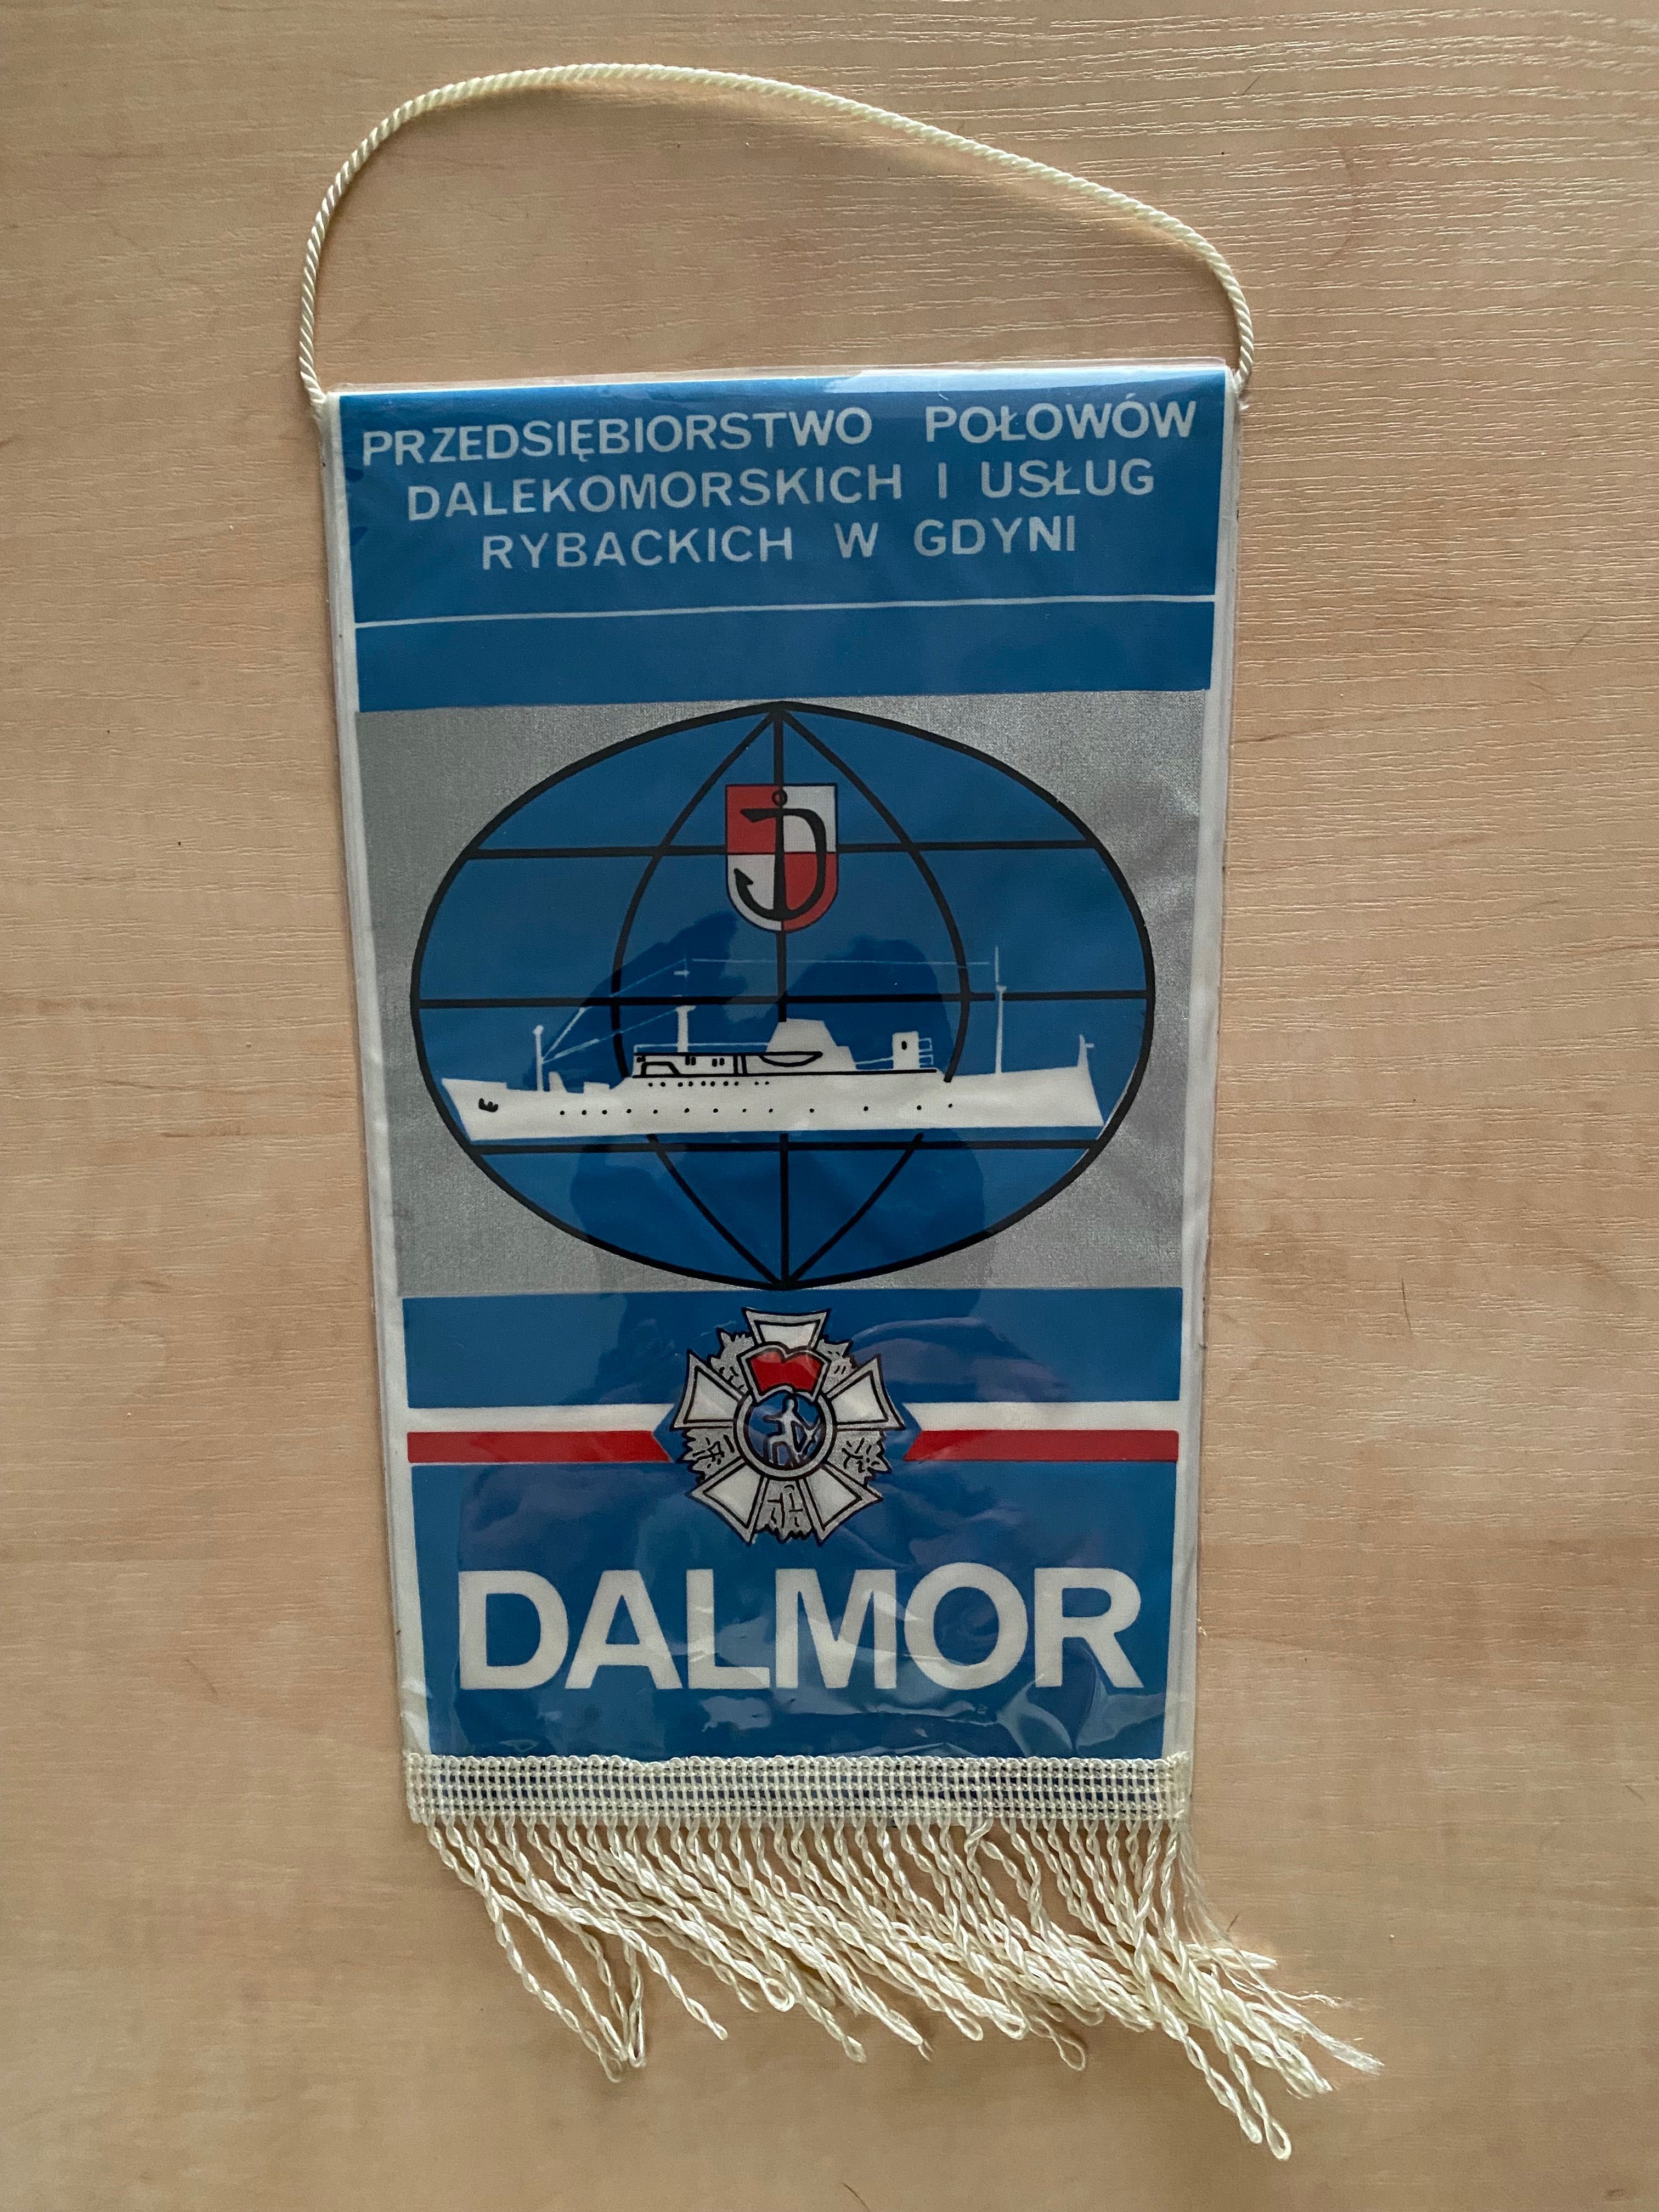 PRZEDSIĘBIORSTWO POŁOWÓW
DALEKOMORSKICH I USŁUG
RYBACKICH W GDYNI
D
DALMOR